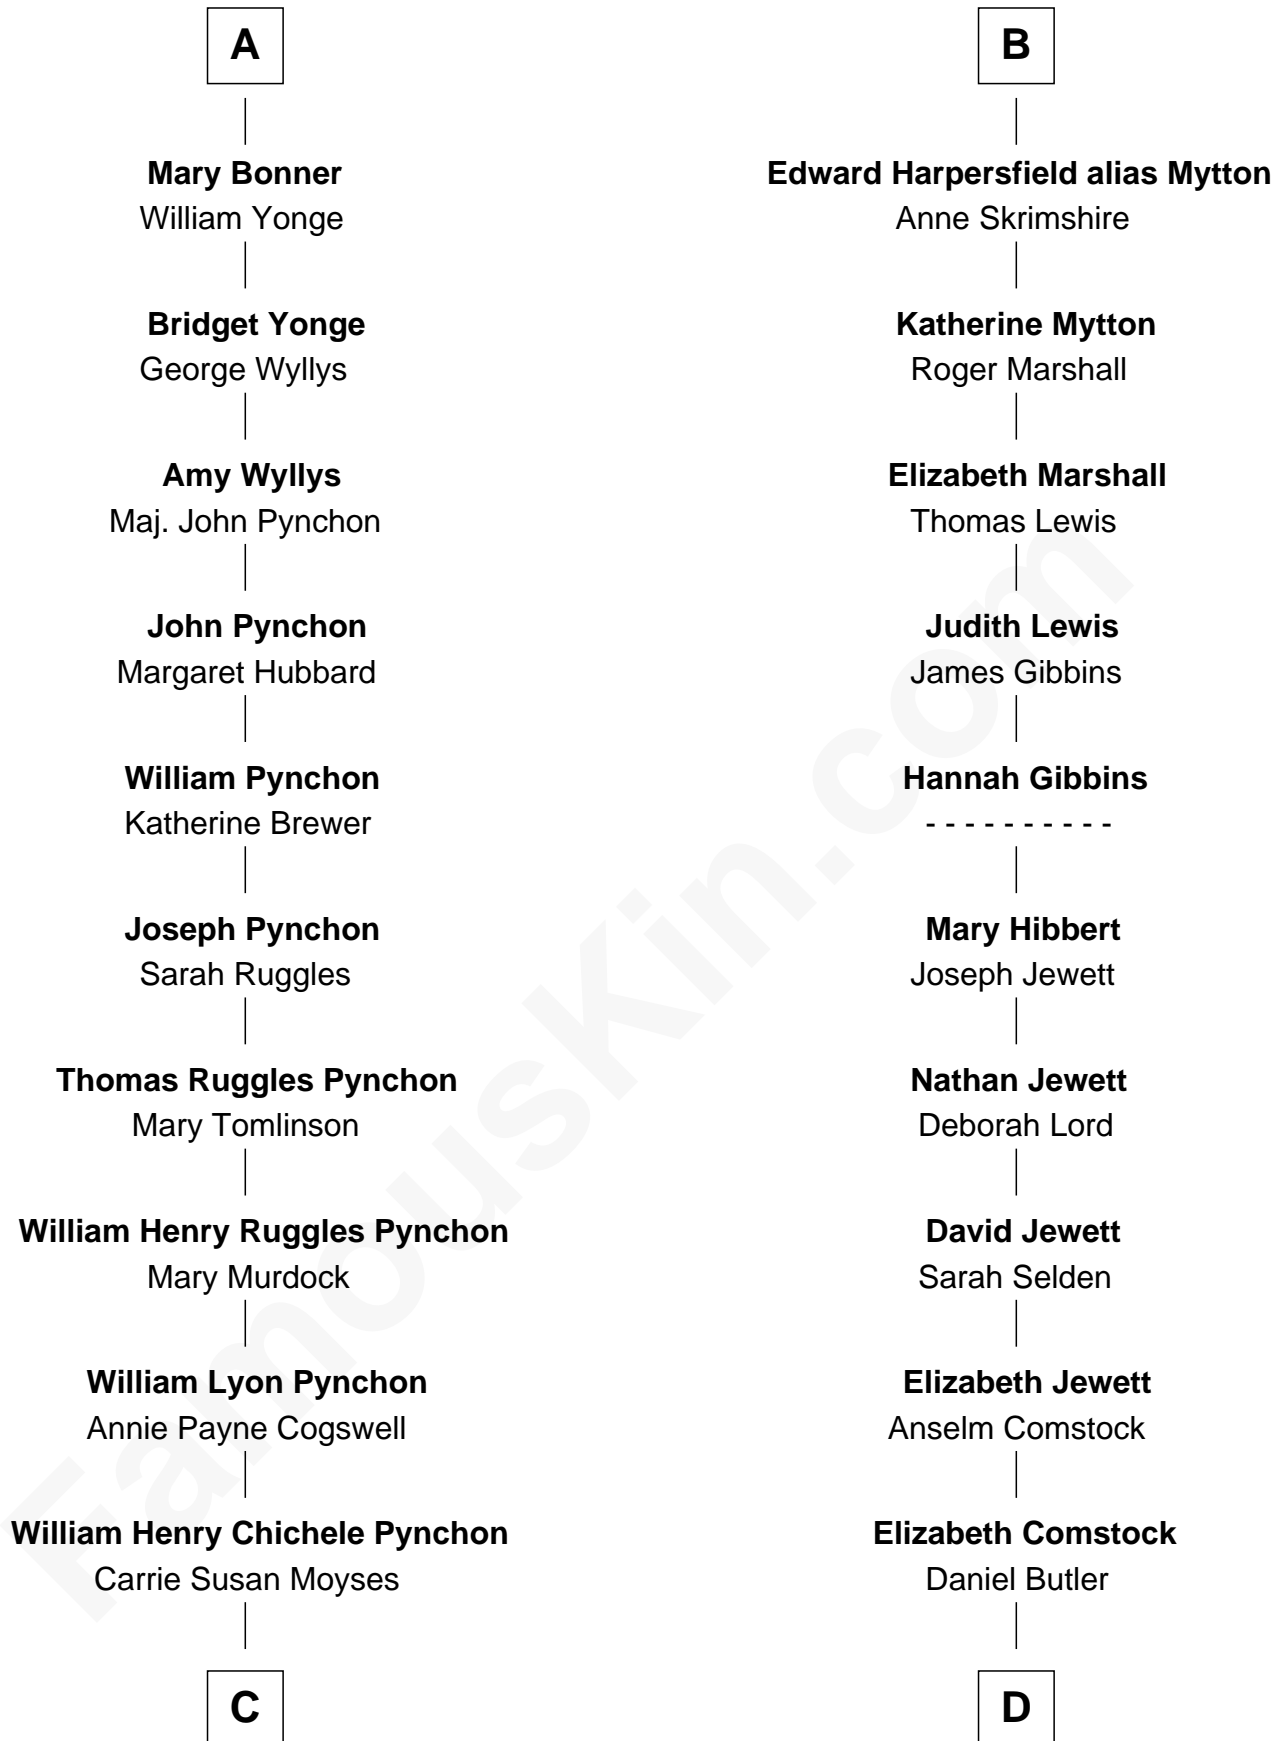 A
Mary Bonner
William Yonge
Bridget Yonge
George Wyllys
Amy Wyllys
Maj. John Pynchon
John Pynchon
Margaret Hubbard
William Pynchon
Katherine Brewer
Joseph Pynchon
Sarah Ruggles
Thomas Ruggles Pynchon
Mary Tomlinson
William Henry Ruggles Pynchon
Mary Murdock
William Lyon Pynchon
Annie Payne Cogswell
William Henry Chichele Pynchon
Carrie Susan Moyses
C
B
Edward Harpersfield alias Mytton
Anne Skrimshire
Katherine Mytton
Roger Marshall
Elizabeth Marshall
Thomas Lewis
Judith Lewis
James Gibbins
Hannah Gibbins
- - - - - - - - - -
Mary Hibbert
Joseph Jewett
Nathan Jewett
Deborah Lord
David Jewett
Sarah Selden
Elizabeth Jewett
Anselm Comstock
Elizabeth Comstock
Daniel Butler
D
FamousKin.com